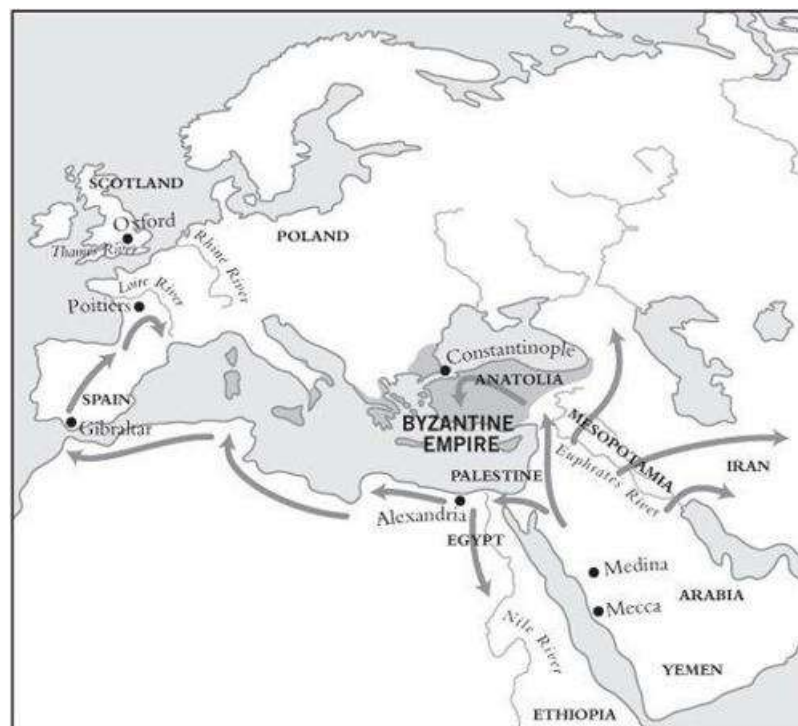 SCOTLAND
Oxford
Thames River
POLAND
Rhine River
Loire River
Poitiers
Constantinople
ANATOLIA
SPAIN
Gibraltar
BYZANTINE
EMPIRE
MESOPOTAMIA
PALESTINE
Euphrates River
IRAN
Alexandria
EGYPT
Medina
ARABIA
Mecca
Nile River
YEMEN
ETHIOPIA